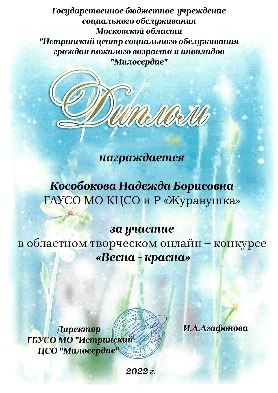 Государственное бюджетное учреждение
социального обслуживания
Московской области
"Истринский центр социального обслуживания
граждан пожилого возраста и инвалидов
"Милосердие"
Диплом
награждается
Кособокова Надежда Борисовна
ГАУСО МО КЦСО и Р «Журавушка»
за участие
в областном творческом онлайн – конкурсе
«Весна - красна»
Директор
И.А.Агафонова
ГБУСО МО "Истринский
ЦСО "Милосердие"
2022 г.